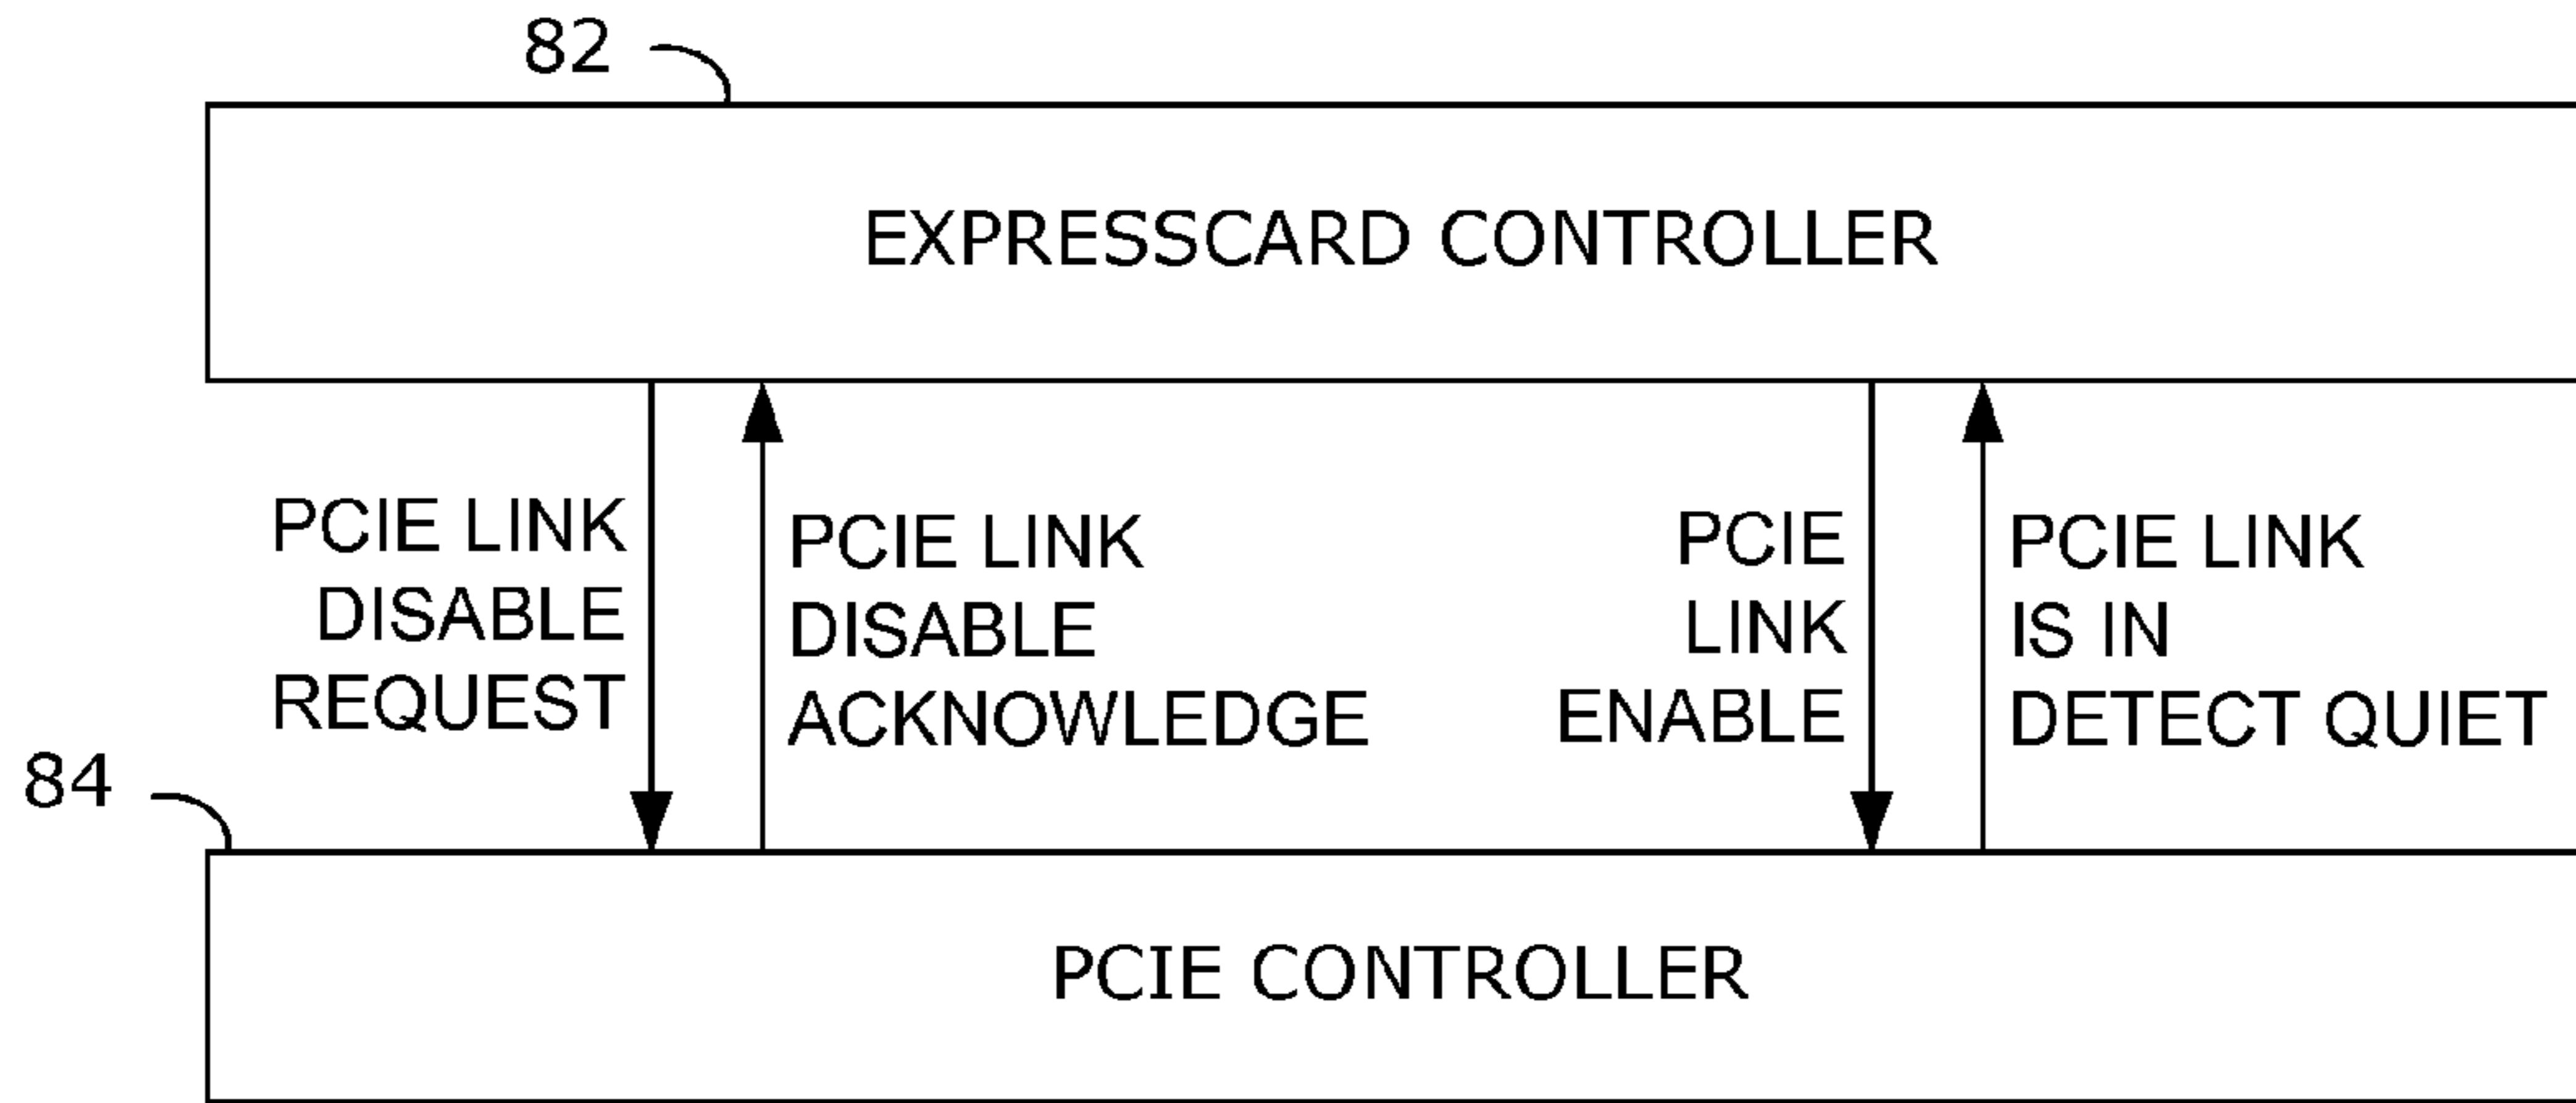 82
EXPRESSCARD CONTROLLER
PCIE LINK
DISABLE
REQUEST
PCIE LINK
DISABLE
ACKNOWLEDGE
PCIE
LINK
ENABLE
PCIE LINK
IS IN
DETECT QUIET
84
PCIE CONTROLLER